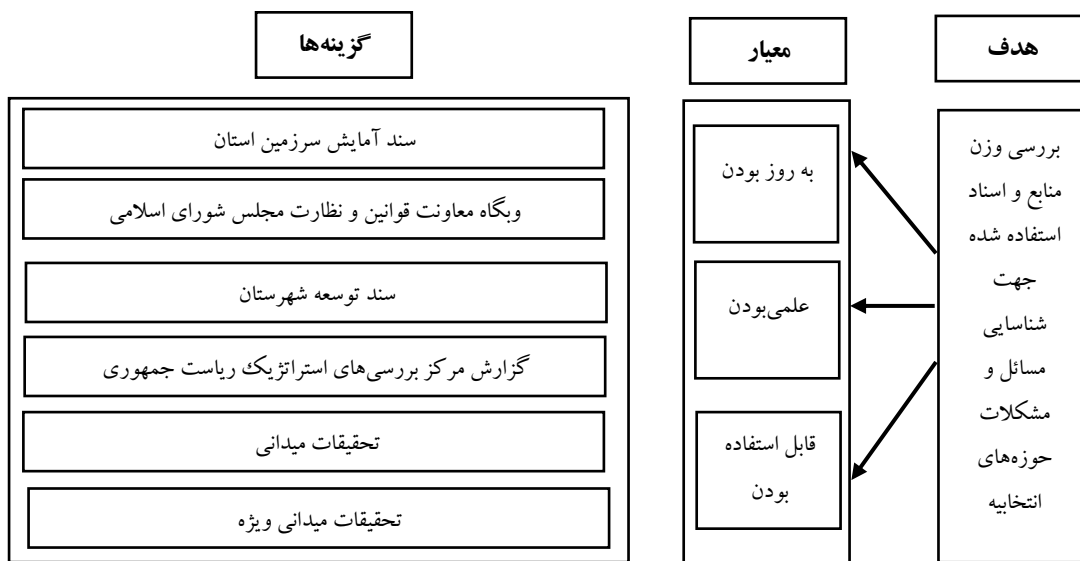 هدف
بررسی وزن
منابع و اسناد
استفاده شده
جهت
شناسایی
مسائل و
مشکلات
حوزه‌های
انتخابیه
معیار
به روز بودن
علمی‌بودن
قابل استفاده
بودن
گزینه‌ها
سند آمایش سرزمین استان
وبگاه معاونت قوانین و نظارت مجلس شورای اسلامی
سند توسعه شهرستان
گزارش مرکز بررسی‌های استراتژیک ریاست جمهوری
تحقیقات میدانی
تحقیقات میدانی ویژه